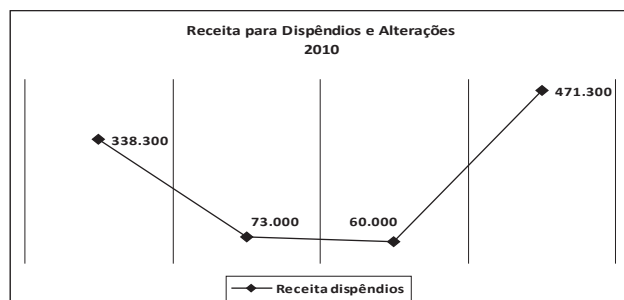 Receita para Dispêndios e Alterações
2010
471.300
338.300
73.000
60.000
Receita dispêndios